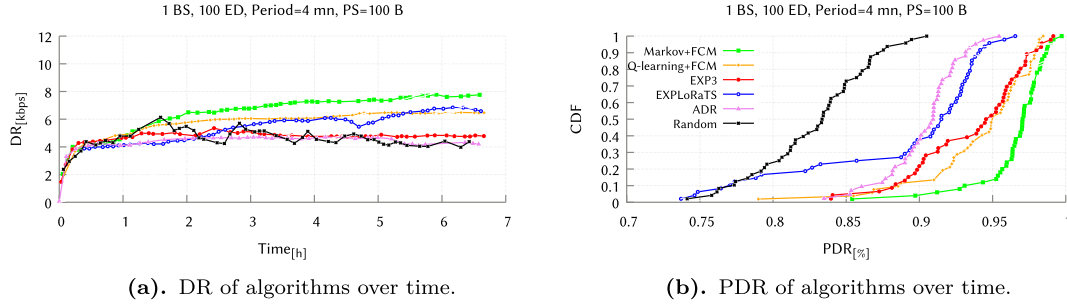 1 BS, 100 ED, Period=4 mn, PS=100 B
12
10
8
6
4
2
0
DR[kbps]
0 1 2 3 4 5 6 7
Time[h]
(a). DR of algorithms over time.
1 BS, 100 ED, Period=4 mn, PS=100 B
1
0.9
0.8
0.7
0.6
0.5
0.4
0.3
0.2
0.1
0
CDF
Markov+FCM
Q-learning+FCM
EXP3
EXPLoRaTS
ADR
Random
0.7 0.75 0.8 0.85 0.9 0.95 1
PDR[%]
(b). PDR of algorithms over time.